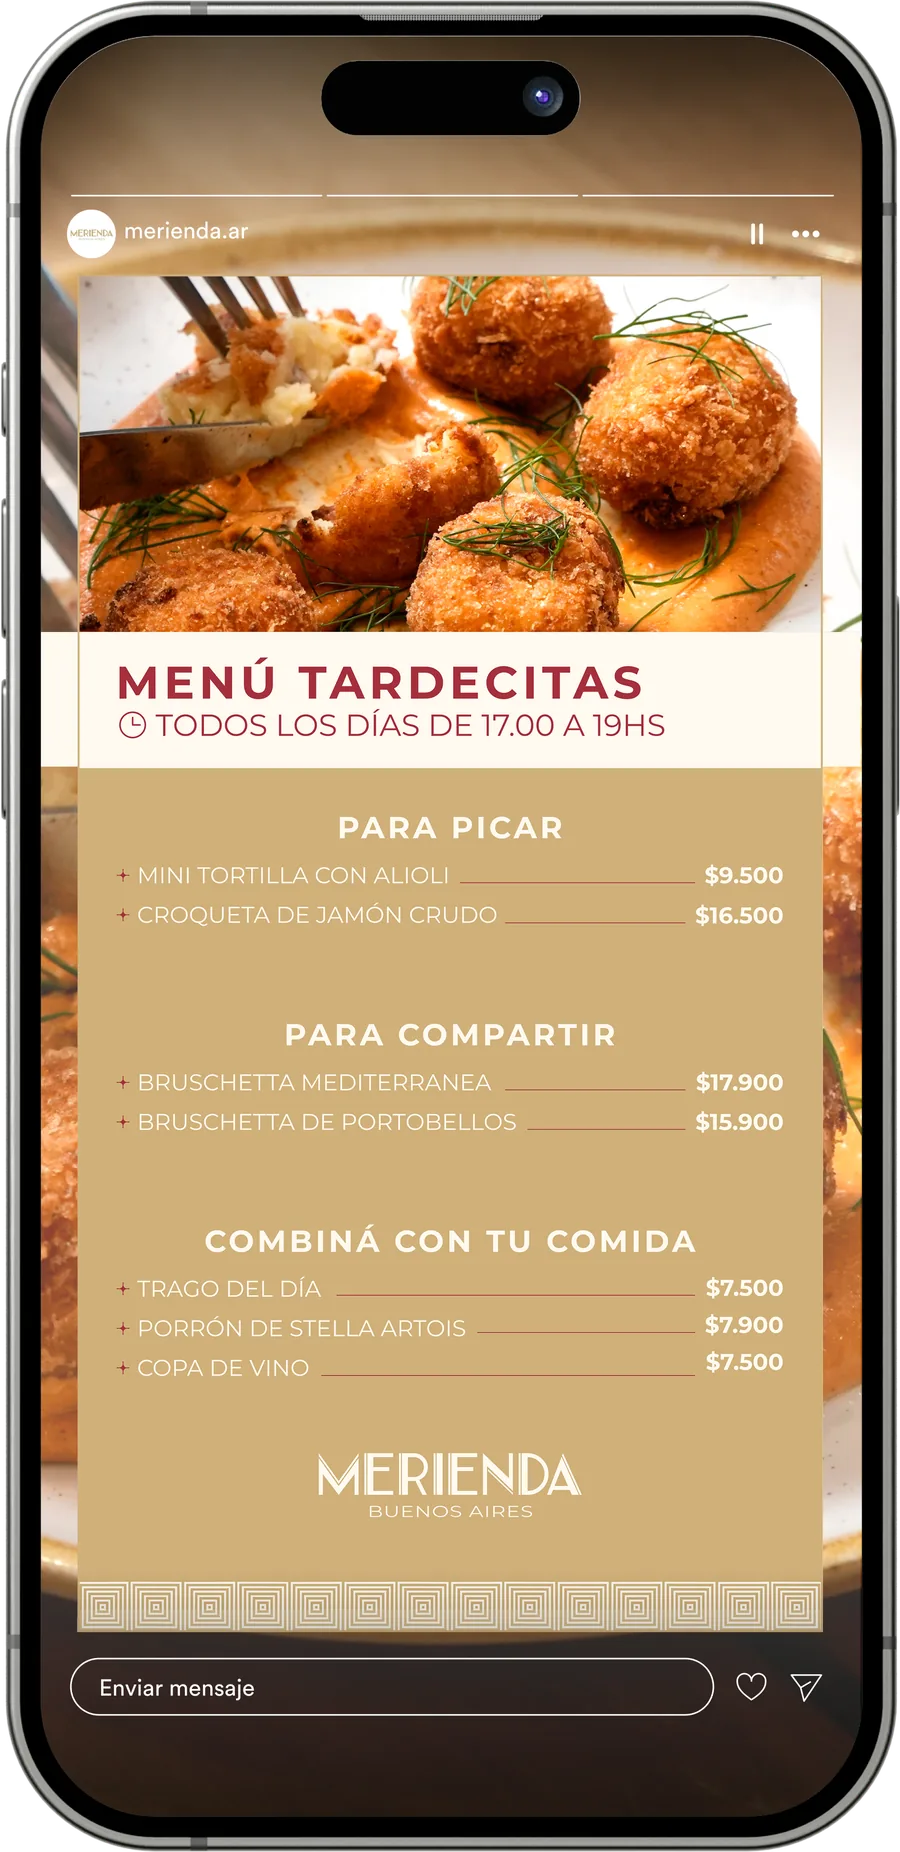 MERIENDA
merienda.ar
MENÚ TARDECITAS
TODOS LOS DÍAS DE 17.00 A 19HS
PARA PICAR
MINI TORTILLA CON ALIOLI $9.500
CROQUETA DE JAMÓN CRUDO $16.500
PARA COMPARTIR
BRUSCHETTA MEDITERRANEA $17.900
BRUSCHETTA DE PORTOBELLOS $15.900
COMBINÁ CON TU COMIDA
TRAGO DEL DÍA $7.500
PORRÓN DE STELLA ARTOIS $7.900
COPA DE VINO $7.500
MERIENDA
BUENOS AIRES
Enviar mensaje